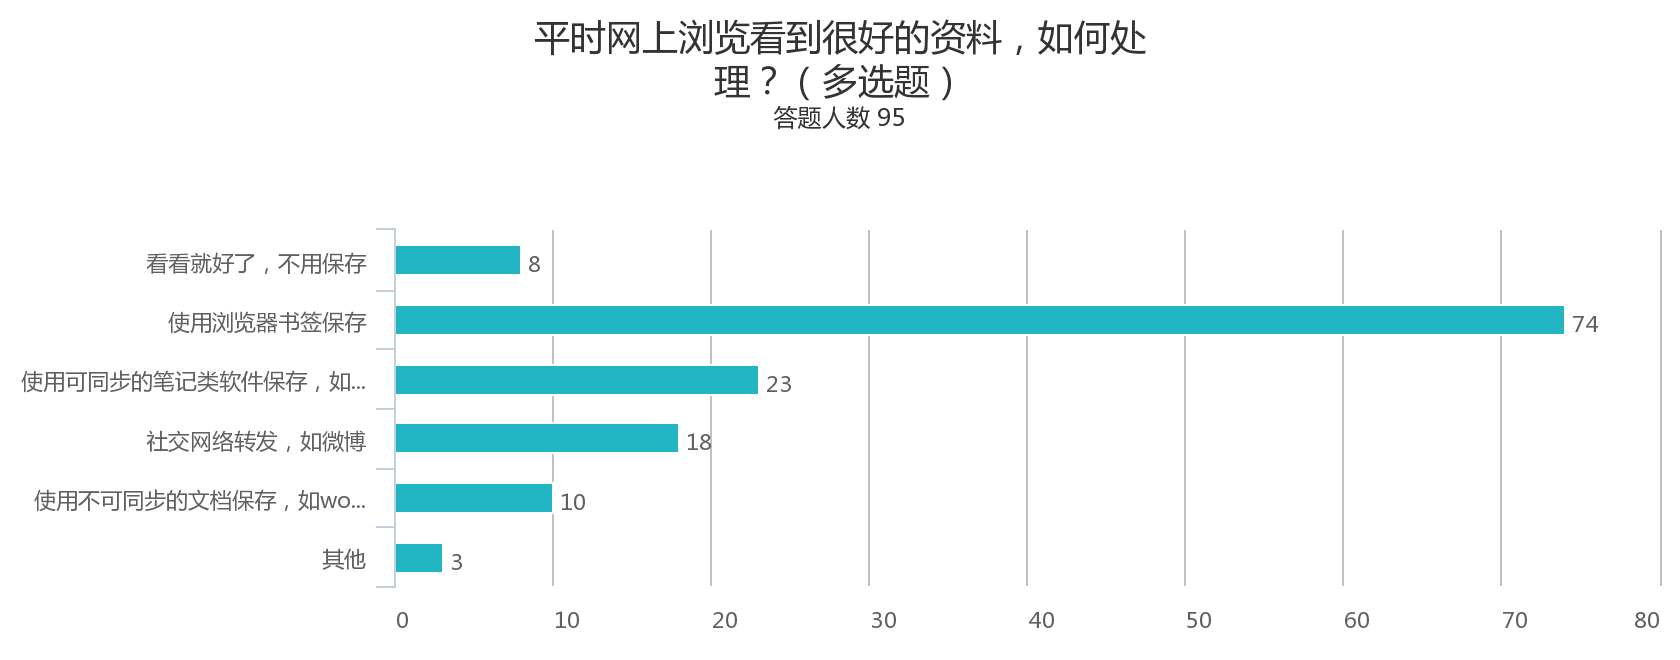 平时网上浏览看到很好的资料，如何处
理？（多选题）
答题人数 95
看看就好了，不用保存
8
使用浏览器书签保存
74
使用可同步的笔记类软件保存，如...
23
社交网络转发，如微博
18
使用不可同步的文档保存，如wo...
10
其他
3
0 10 20 30 40 50 60 70 80